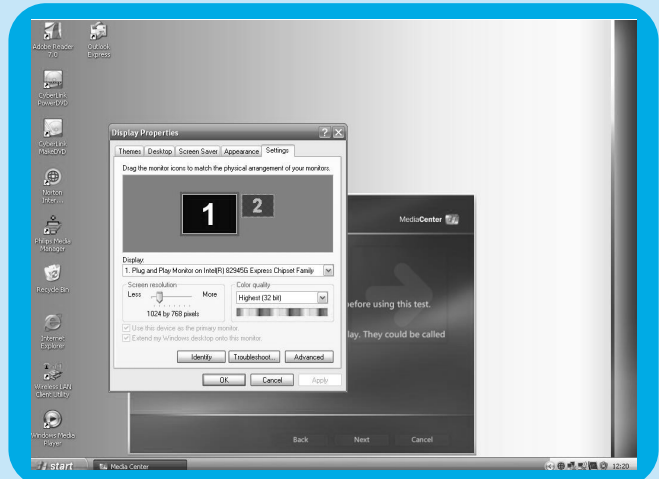 Adobe Reader
7.0
Outlook
Express
CyberLink
PowerDVD
CyberLink
MakeDVD
Norton
Inter...
Philips Media
Manager
Recycle Bin
Internet
Explorer
Wireless LAN
Client Utility
Windows Media
Player
Display Properties
Themes Desktop Screen Saver Appearance Settings
Drag the monitor icons to match the physical arrangement of your monitors.
1 2
Display:
1. Plug and Play Monitor on Intel(R) 82945G Express Chipset Family
Screen resolution
Less More
1024 by 768 pixels
Color quality
Highest (32 bit)
Use this device as the primary monitor.
Extend my Windows desktop onto this monitor.
Identify Troubleshoot... Advanced
OK Cancel Apply
MediaCenter
before using this test.
lay. They could be called
Back Next Cancel
start Media Center 12:20